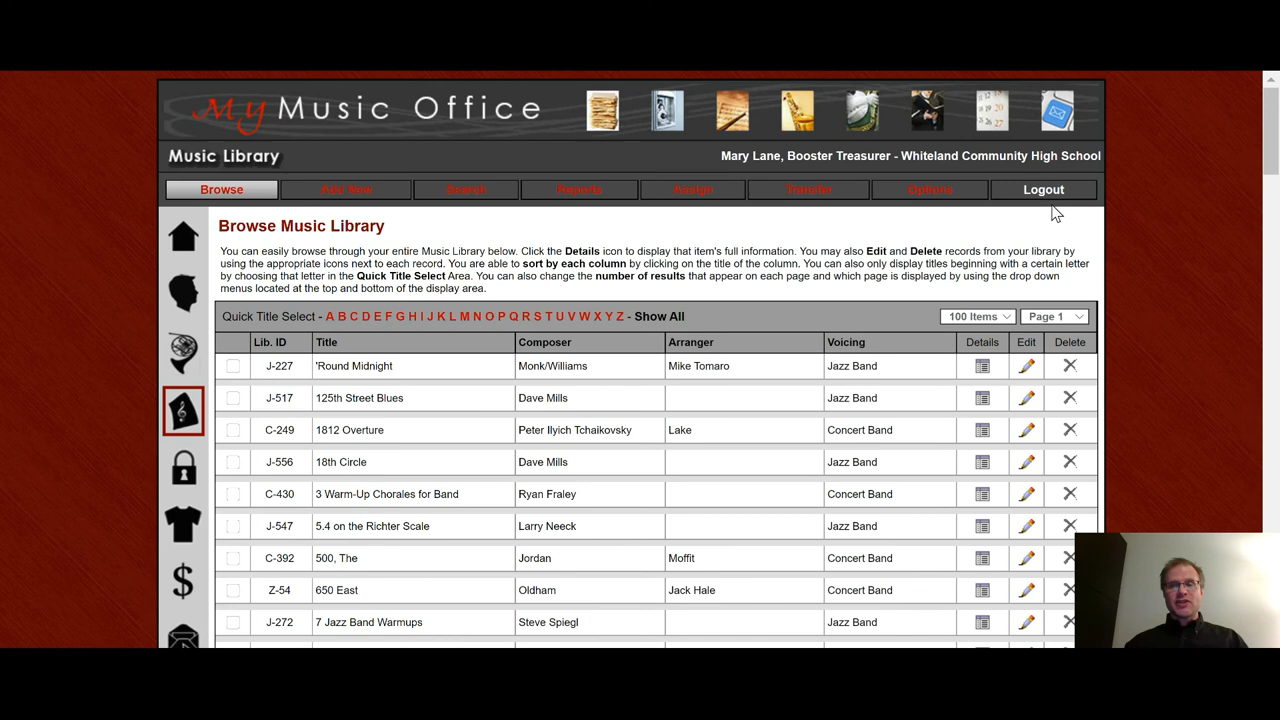 My Music Office
Music Library
Mary Lane, Booster Treasurer - Whiteland Community High School
Browse Add New Search Reports Assign Transfer Options Logout
Browse Music Library
You can easily browse through your entire Music Library below. Click the Details icon to display that item's full information. You may also Edit and Delete records from your library by
using the appropriate icons next to each record. You are able to sort by each column by clicking on the title of the column. You can also only display titles beginning with a certain letter
by choosing that letter in the Quick Title Select Area. You can also change the number of results that appear on each page and which page is displayed by using the drop down
menus located at the top and bottom of the display area.
Quick Title Select - A B C D E F G H I J K L M N O P Q R S T U V W X Y Z - Show All 100 Items Page 1
Lib. ID Title Composer Arranger Voicing Details Edit Delete
J-227 'Round Midnight Monk/Williams Mike Tomaro Jazz Band
J-517 125th Street Blues Dave Mills Jazz Band
C-249 1812 Overture Peter Ilyich Tchaikovsky Lake Concert Band
J-556 18th Circle Dave Mills Jazz Band
C-430 3 Warm-Up Chorales for Band Ryan Fraley Concert Band
J-547 5.4 on the Richter Scale Larry Neeck Jazz Band
C-392 500, The Jordan Moffit Concert Band
Z-54 650 East Oldham Jack Hale Concert Band
J-272 7 Jazz Band Warmups Steve Spiegl Jazz Band